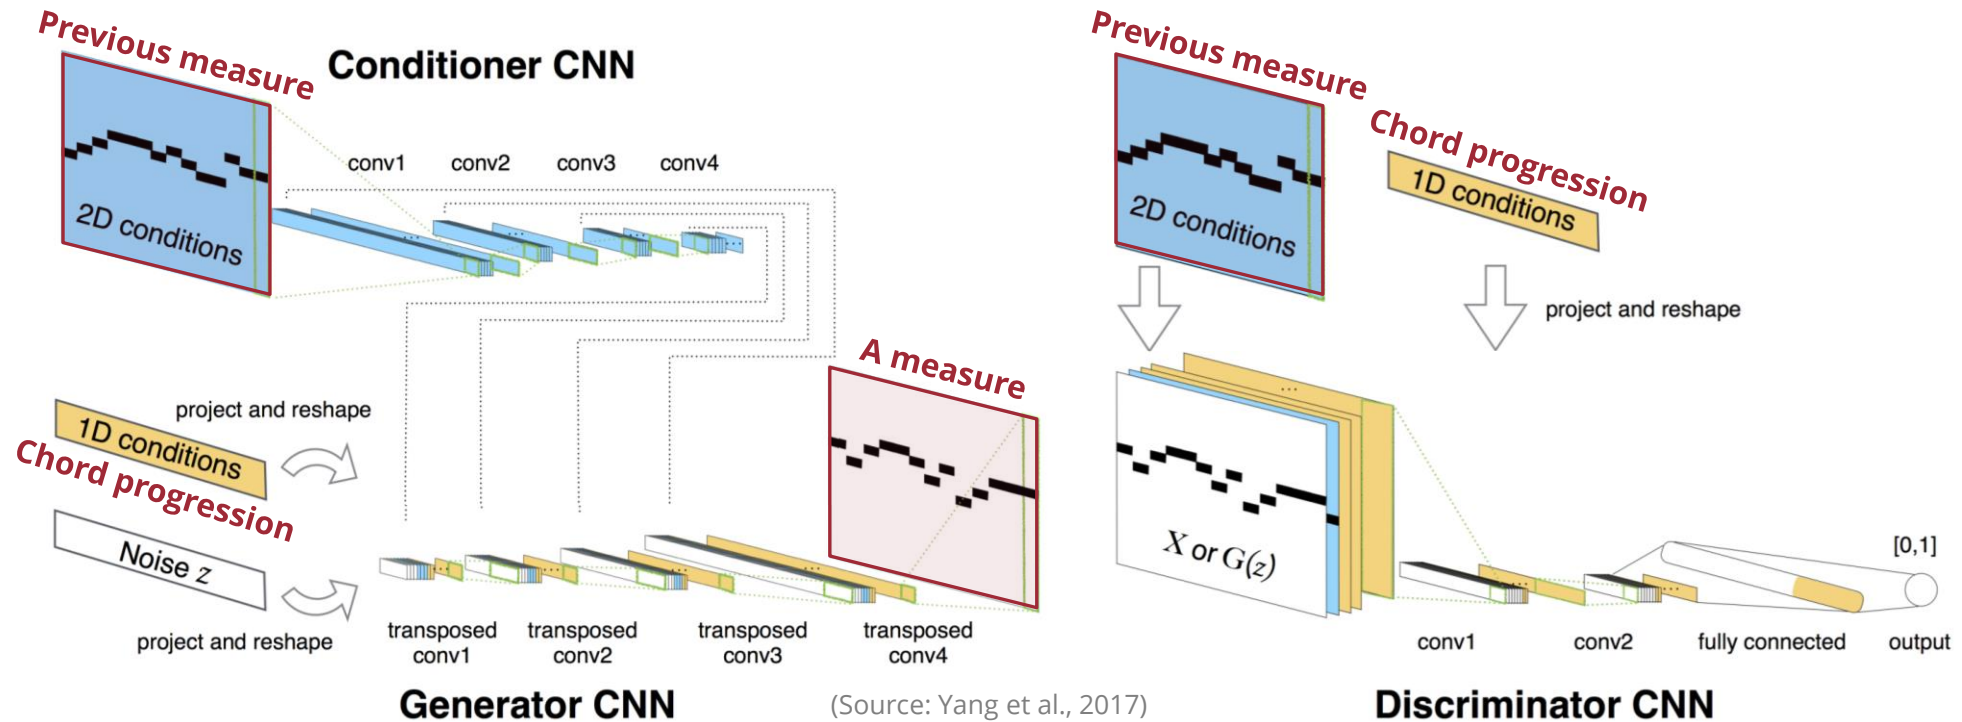 Previous measure
Conditioner CNN
conv1
conv2
conv3
conv4
2D conditions
project and reshape
1D conditions
Chord progression
Noise z
project and reshape
A measure
transposed conv1
transposed conv2
transposed conv3
transposed conv4
Generator CNN
(Source: Yang et al., 2017)
Previous measure
Chord progression
1D conditions
2D conditions
project and reshape
X or G(z)
[0,1]
conv1
conv2
fully connected
output
Discriminator CNN